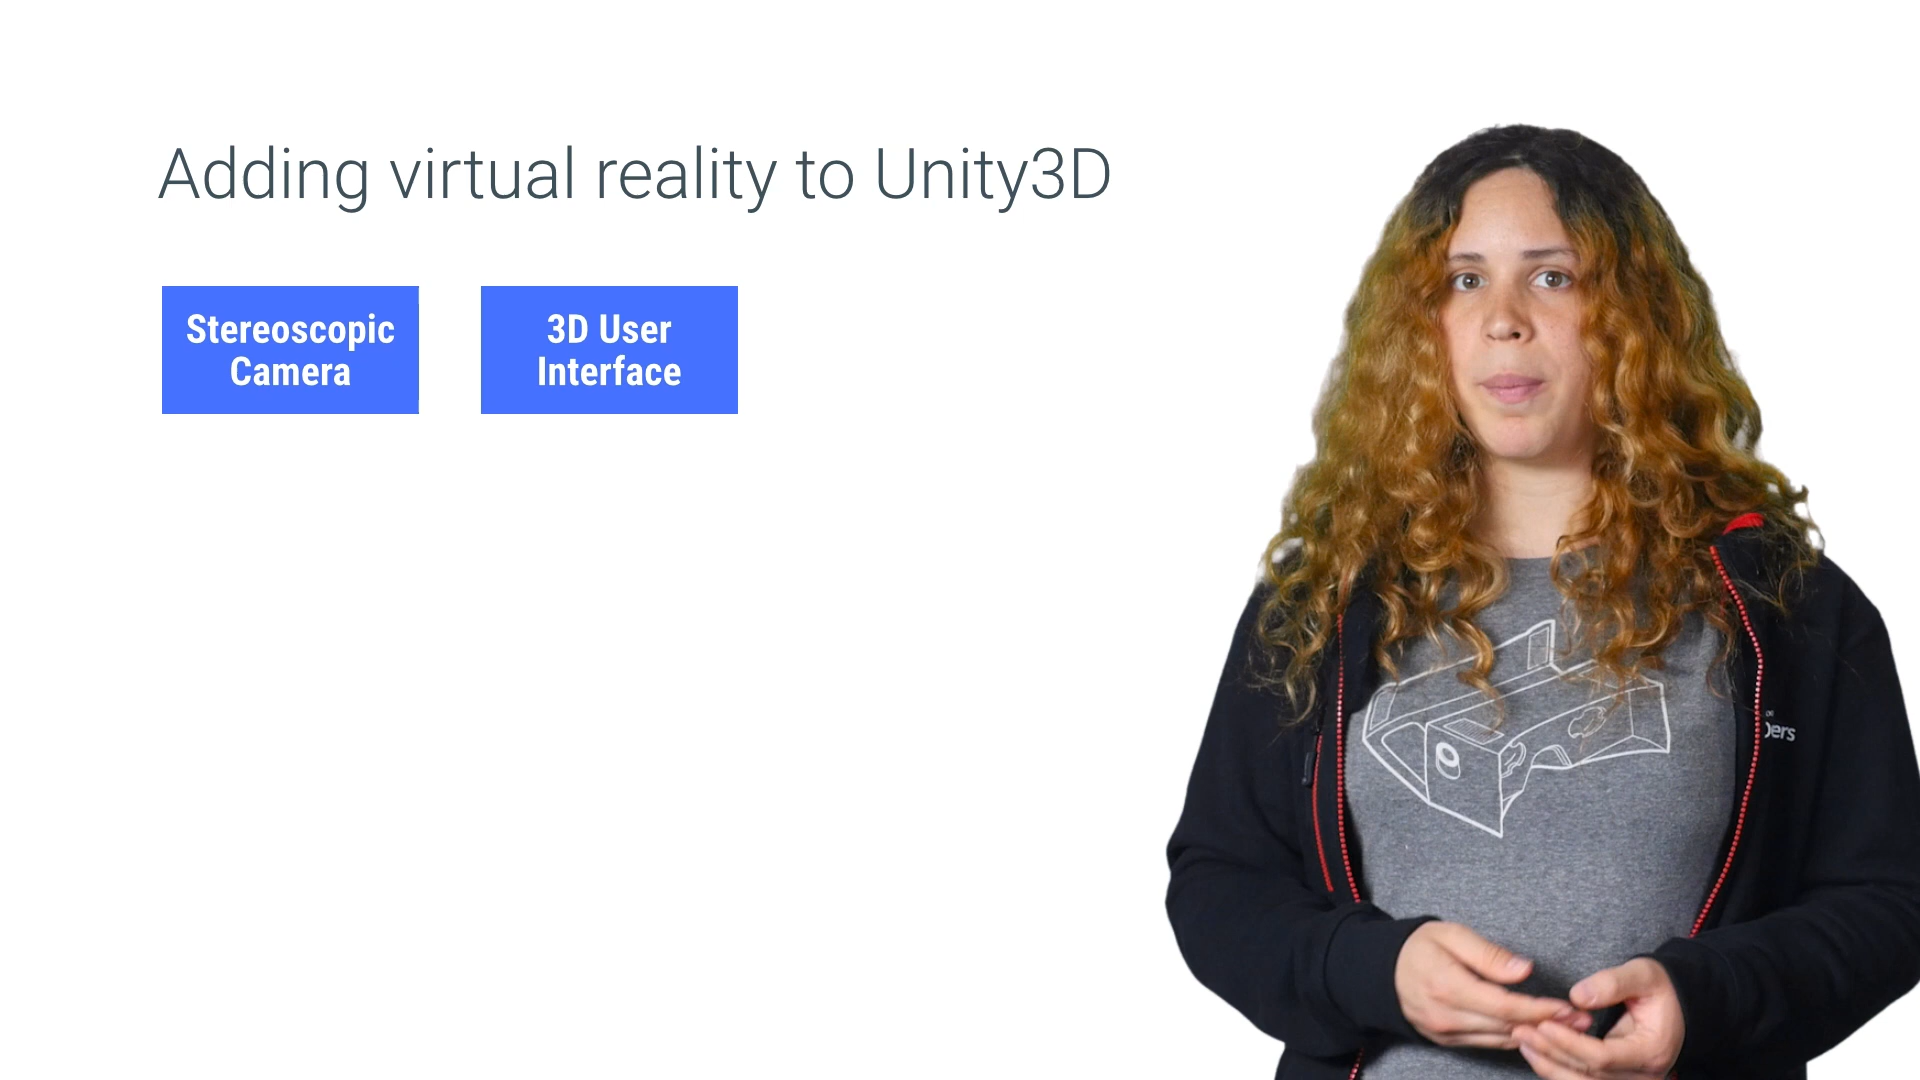 Adding virtual reality to Unity3D
Stereoscopic
Camera
3D User
Interface